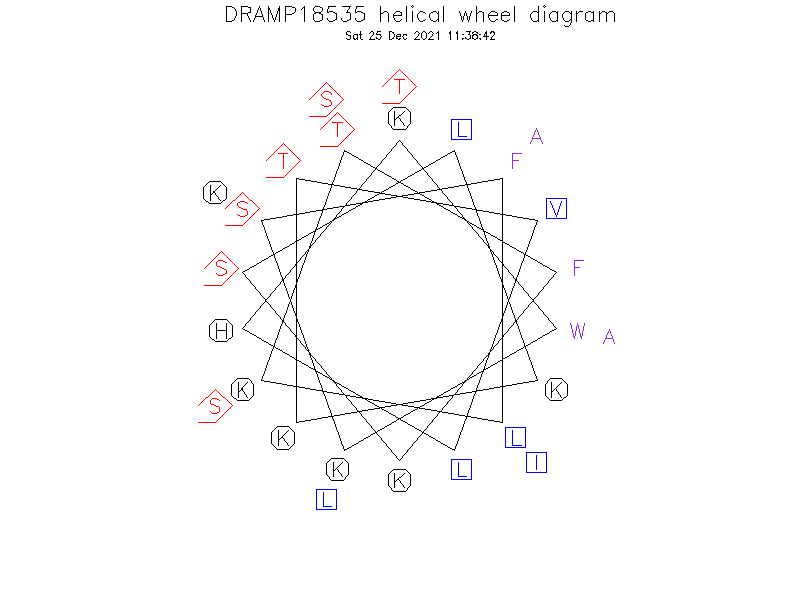 DRAMP18535 helical wheel diagram
Sat 25 Dec 2021 11:38:42
T
S
K
T
L
A
T
F
K
S
V
S
F
H
W
A
K
K
S
K
L
I
K
L
K
L